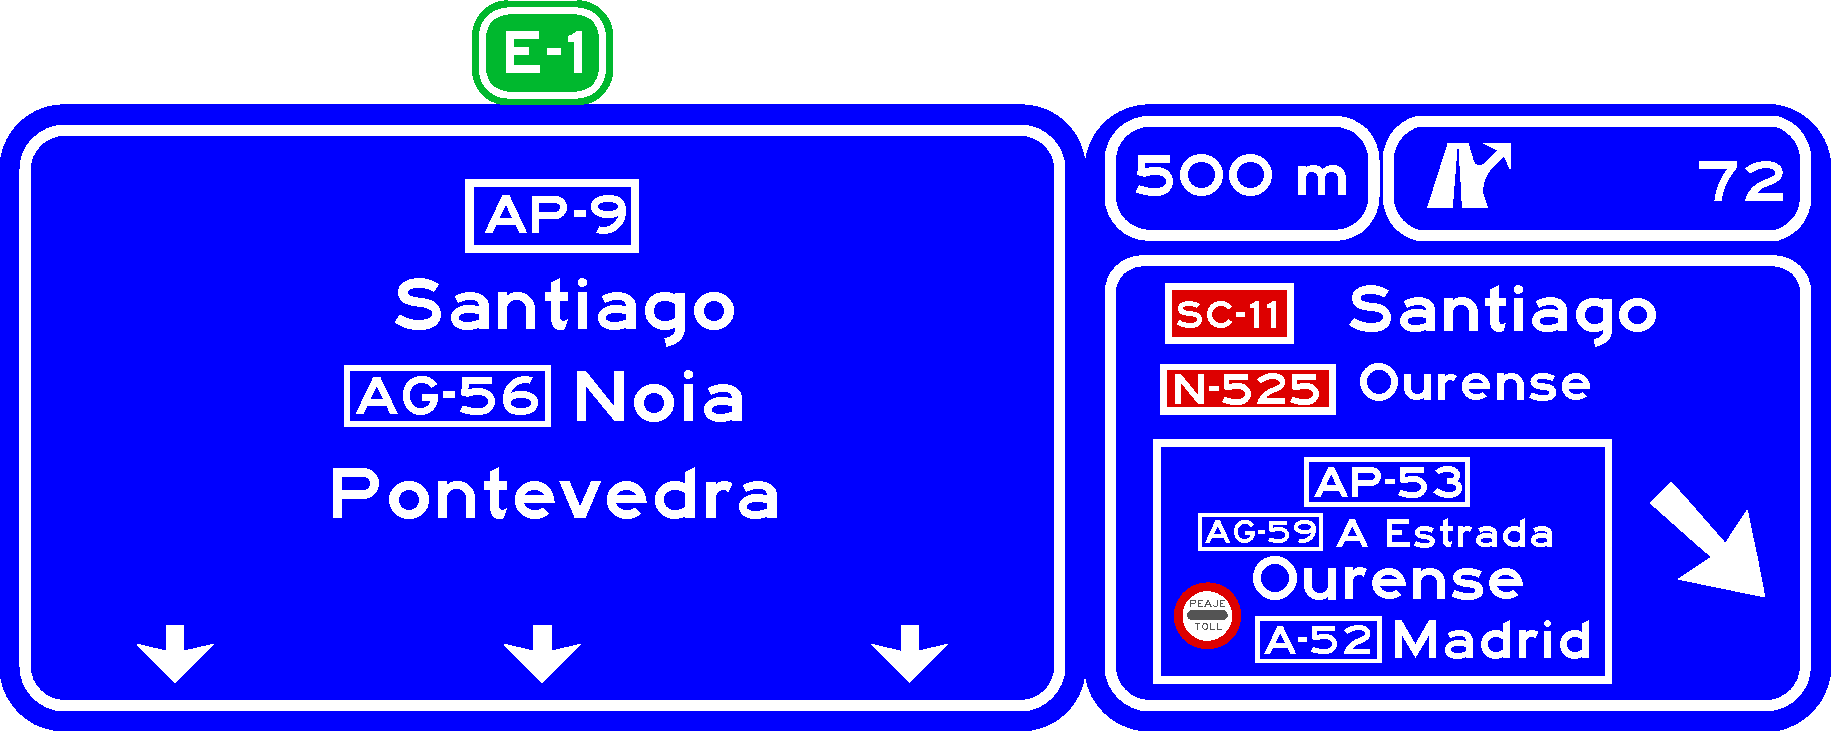 E-1
AP-9
Santiago
AG-56 Noia
Pontevedra
500 m
72
SC-11 Santiago
N-525 Ourense
AP-53
AG-59 A Estrada
Ourense
PEAJE
TOLL
A-52 Madrid